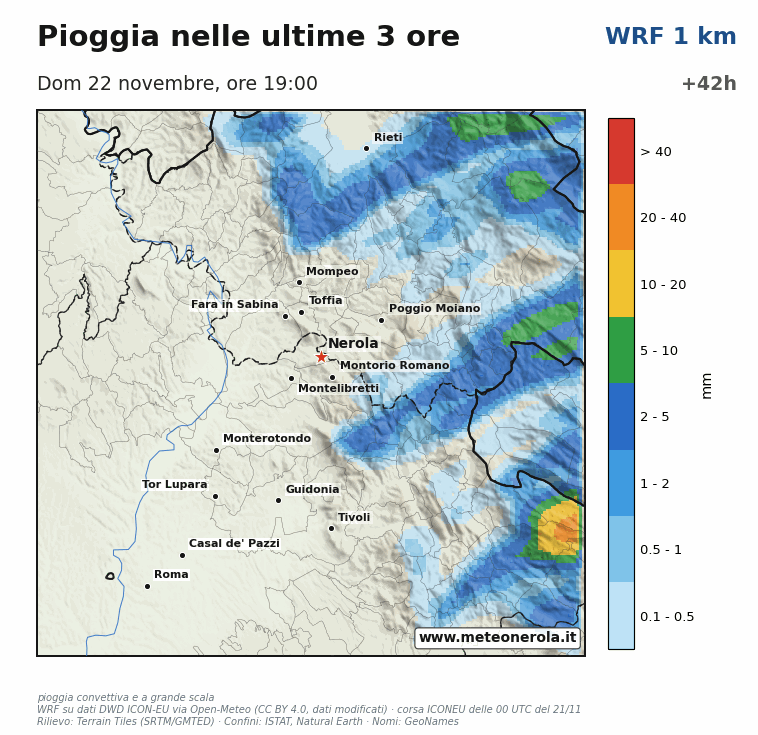 Pioggia nelle ultime 3 ore
WRF 1 km
Dom 22 novembre, ore 19:00
+42h
Rieti
Mompeo
Fara in Sabina
Toffia
Poggio Moiano
Nerola
Montorio Romano
Montelibretti
Monterotondo
Tor Lupara
Guidonia
Tivoli
Casal de' Pazzi
Roma
www.meteonerola.it
> 40
20 - 40
10 - 20
5 - 10
2 - 5
1 - 2
0.5 - 1
0.1 - 0.5
mm
pioggia convettiva e a grande scala
WRF su dati DWD ICON-EU via Open-Meteo (CC BY 4.0, dati modificati) · corsa ICONEU delle 00 UTC del 21/11
Rilievo: Terrain Tiles (SRTM/GMTED) · Confini: ISTAT, Natural Earth · Nomi: GeoNames